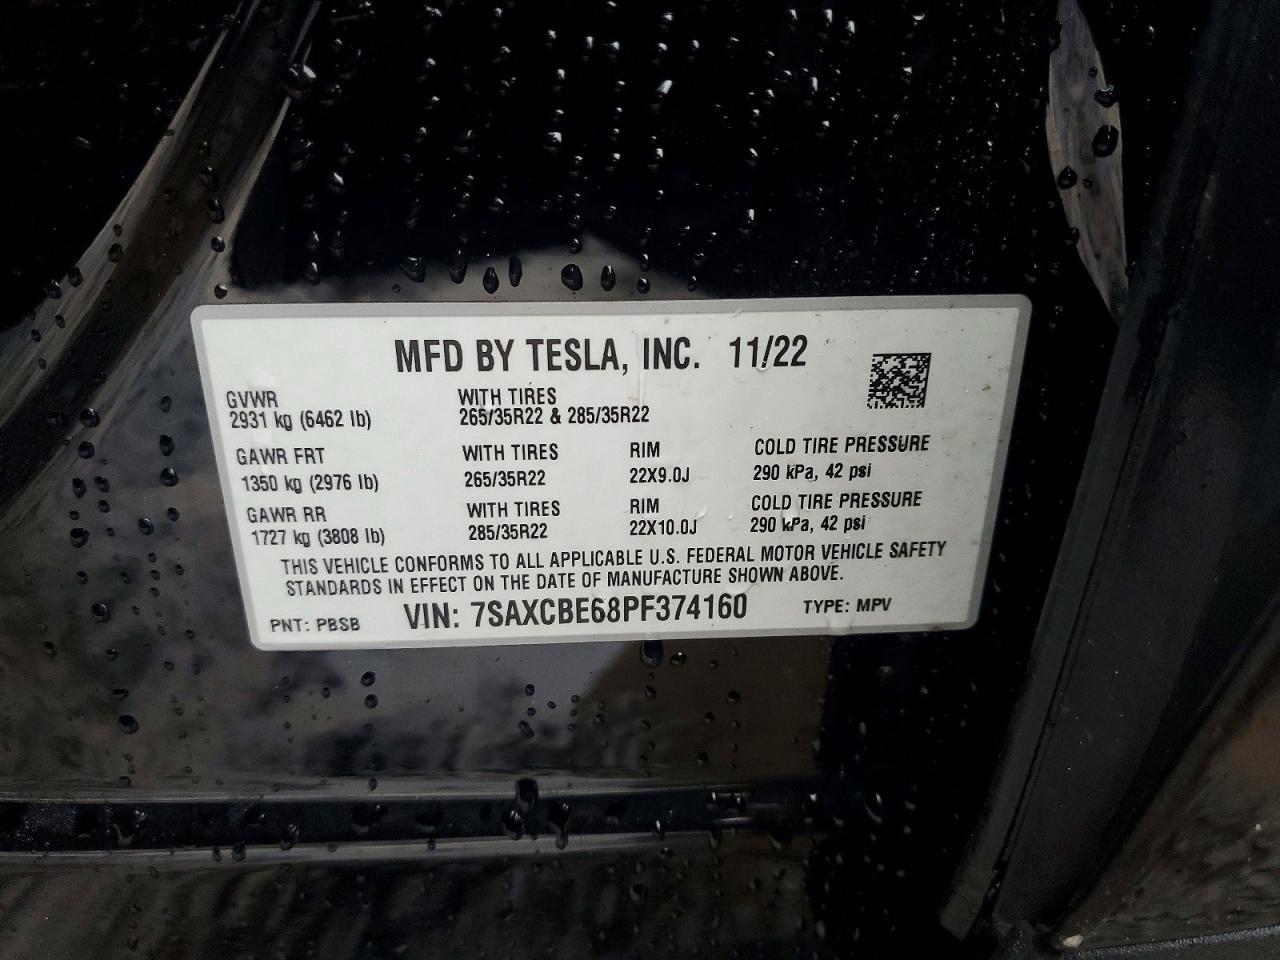 MFD BY TESLA, INC. 11/22
GVWR WITH TIRES
2931 kg (6462 lb) 265/35R22 & 285/35R22
GAWR FRT WITH TIRES RIM COLD TIRE PRESSURE
1350 kg (2976 lb) 265/35R22 22X9.0J 290 kPa, 42 psi
GAWR RR WITH TIRES RIM COLD TIRE PRESSURE
1727 kg (3808 lb) 285/35R22 22X10.0J 290 kPa, 42 psi
THIS VEHICLE CONFORMS TO ALL APPLICABLE U.S. FEDERAL MOTOR VEHICLE SAFETY
STANDARDS IN EFFECT ON THE DATE OF MANUFACTURE SHOWN ABOVE.
PNT: PBSB VIN: 7SAXCBE68PF374160 TYPE: MPV